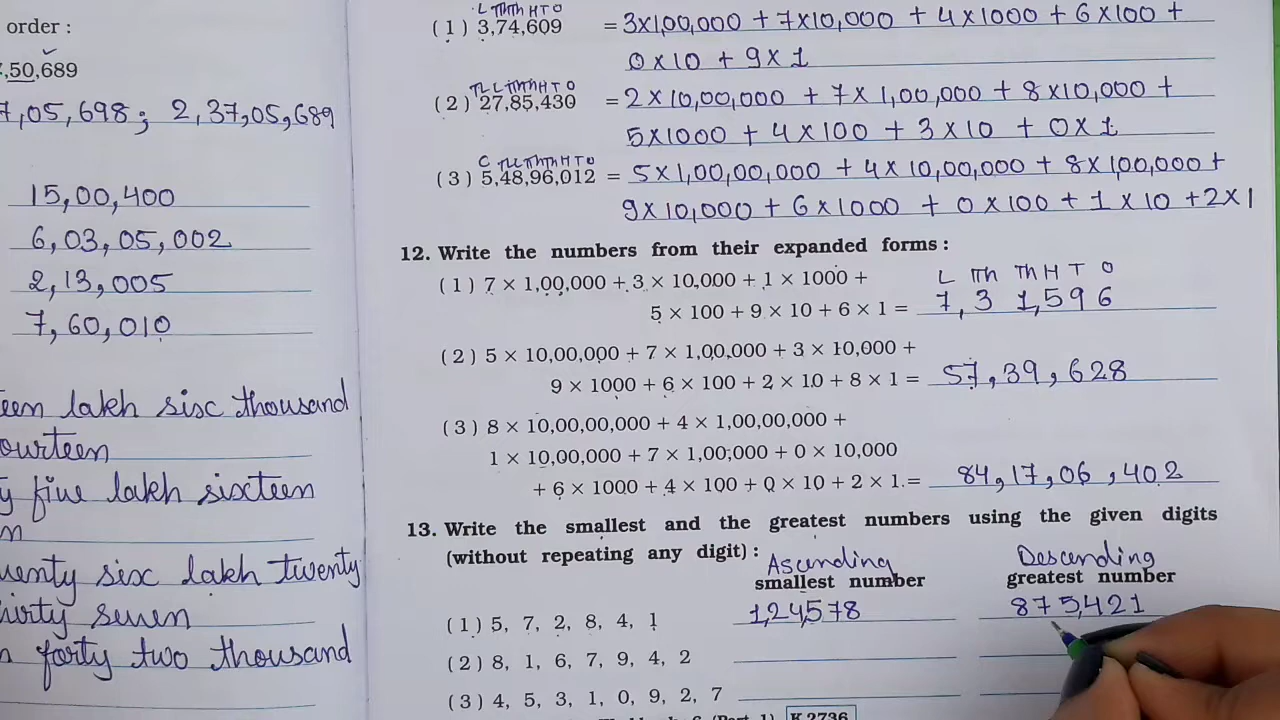 order :
,50,689
7,05,698; 2,37,05,689
15,00,400
6,03,05,002
2,13,005
7,60,010
lakh sisc thousand
ourteen
y five lakh sixteen
n
six lakh twenty
seven
forty two thousand
L TTh Th H T O
(1) 3,74,609 = 3x1,00,000 + 7x10,000 + 4x1000 + 6x100 +
0x10 + 9x1
TL L TTh Th H T O
(2) 27,85,430 = 2x10,00,000 + 7x1,00,000 + 8x10,000 +
5x1000 + 4x100 + 3x10 + 0x1
C TL L TTh Th H T O
(3) 5,48,96,012 = 5x1,00,00,000 + 4x10,00,000 + 8x1,00,000 +
9x10,000 + 6x1000 + 0x100 + 1x10 + 2x1
12. Write the numbers from their expanded forms :
(1) 7 × 1,00,000 + 3 × 10,000 + 1 × 1000 +
L TTh Th H T O
5 × 100 + 9 × 10 + 6 × 1 = 7,31,596
(2) 5 × 10,00,000 + 7 × 1,00,000 + 3 × 10,000 +
9 × 1000 + 6 × 100 + 2 × 10 + 8 × 1 = 57,39,628
(3) 8 × 10,00,00,000 + 4 × 1,00,00,000 +
1 × 10,00,000 + 7 × 1,00,000 + 0 × 10,000
+ 6 × 1000 + 4 × 100 + 0 × 10 + 2 × 1 = 84,17,06,402
13. Write the smallest and the greatest numbers using the given digits
(without repeating any digit) :
Ascending Descending
smallest number greatest number
(1) 5, 7, 2, 8, 4, 1 1,24,578 875,421
(2) 8, 1, 6, 7, 9, 4, 2
(3) 4, 5, 3, 1, 0, 9, 2, 7
(Part 1) K 2736